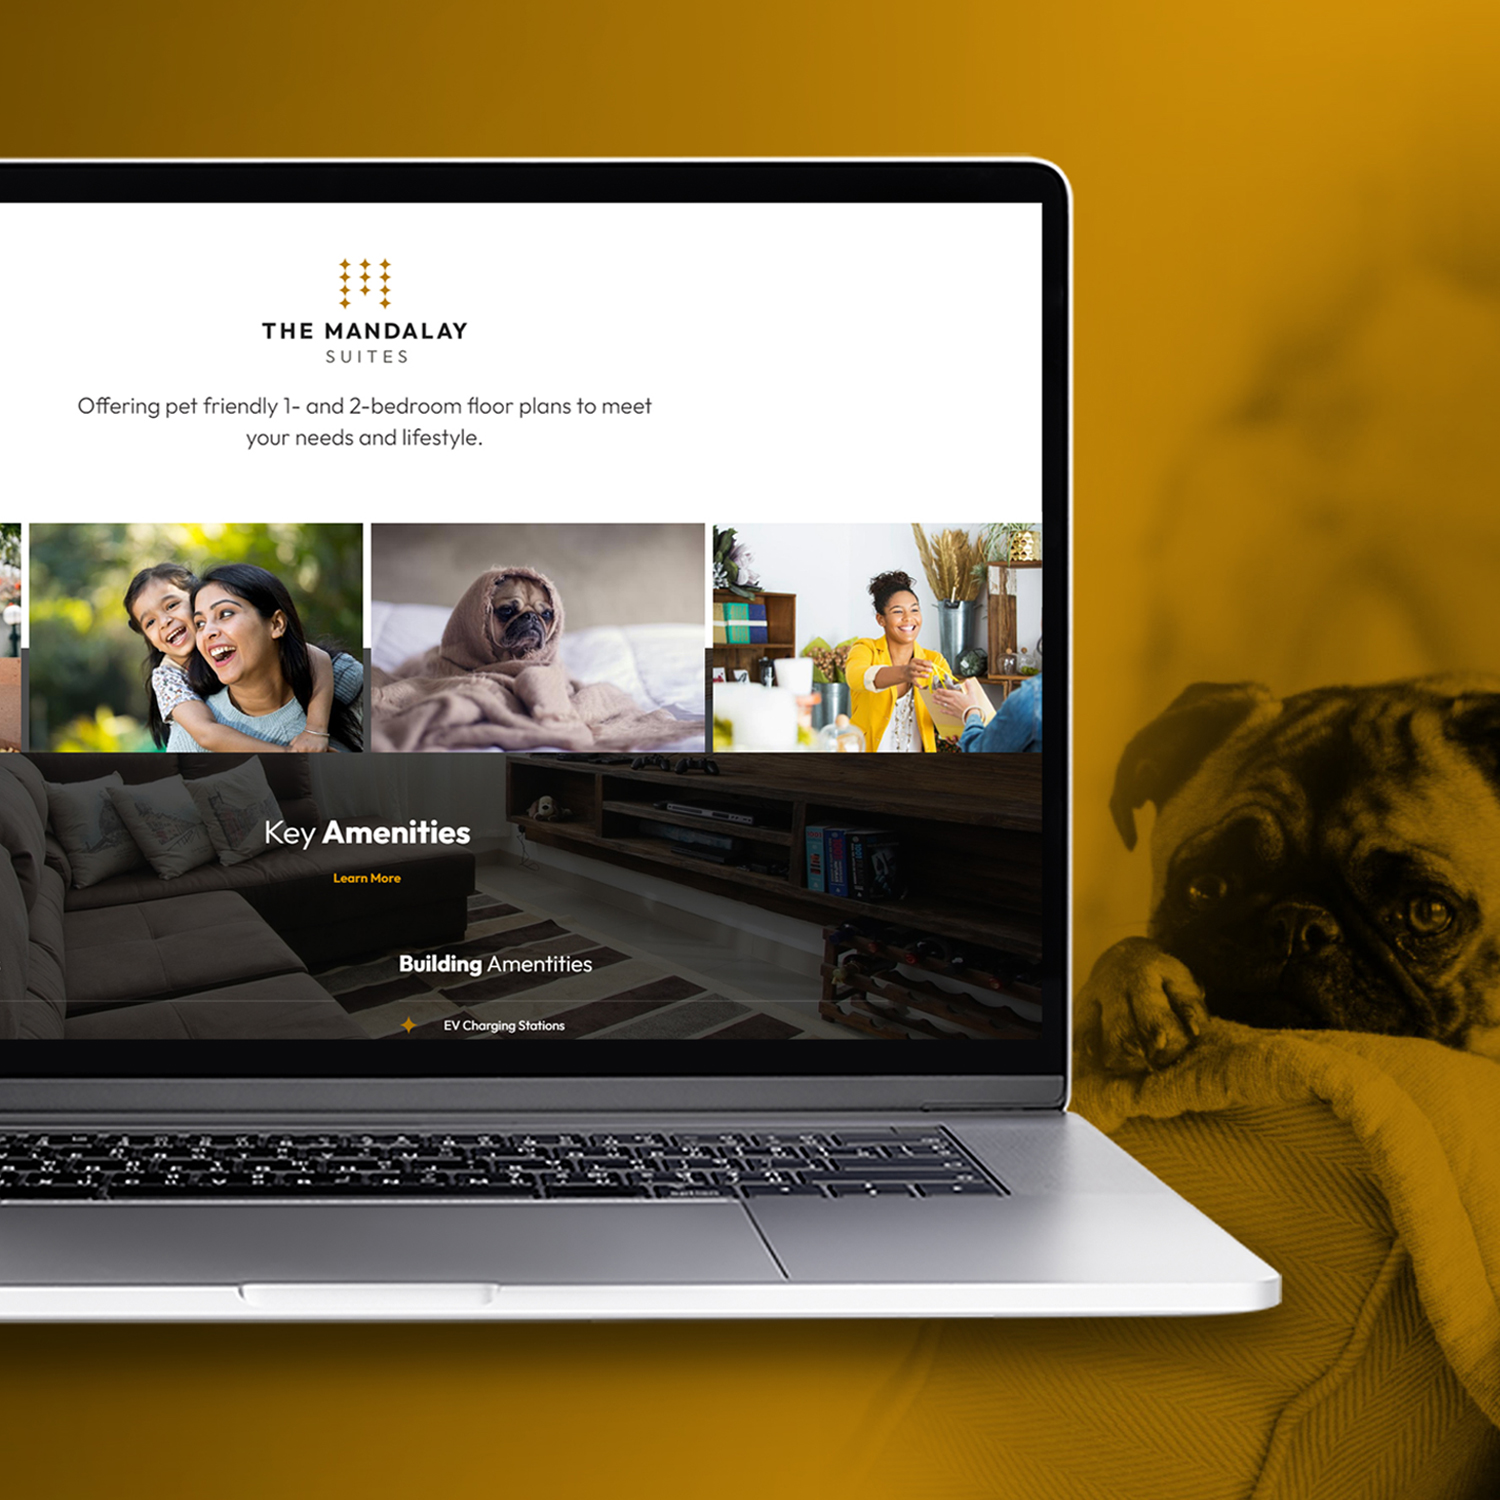 THE MANDALAY
SUITES
Offering pet friendly 1- and 2-bedroom floor plans to meet
your needs and lifestyle.
Key Amenities
Learn More
Building Amentities
EV Charging Stations